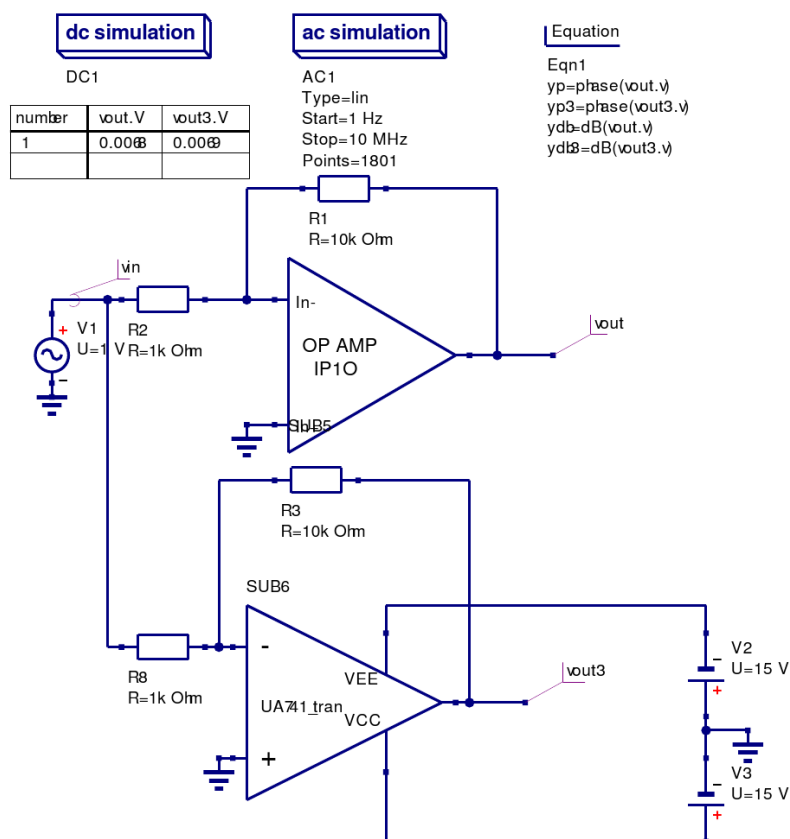 dc simulation
ac simulation
Equation
DC1
AC1
Type=lin
Start=1 Hz
Stop=10 MHz
Points=1801
Eqn1
yp=phase(vout.v)
yp3=phase(vout3.v)
ydb=dB(vout.v)
ydb3=dB(vout3.v)
number vout.V vout3.V
1 0.0068 0.0069
R1
R=10k Ohm
vin
V1
U=1 V
R2
R=1k Ohm
In-
OP AMP
IP1O
vout
In+
SUB5
R3
R=10k Ohm
SUB6
R8
R=1k Ohm
-
VEE
UA741_tran
VCC
+
vout3
V2
U=15 V
V3
U=15 V